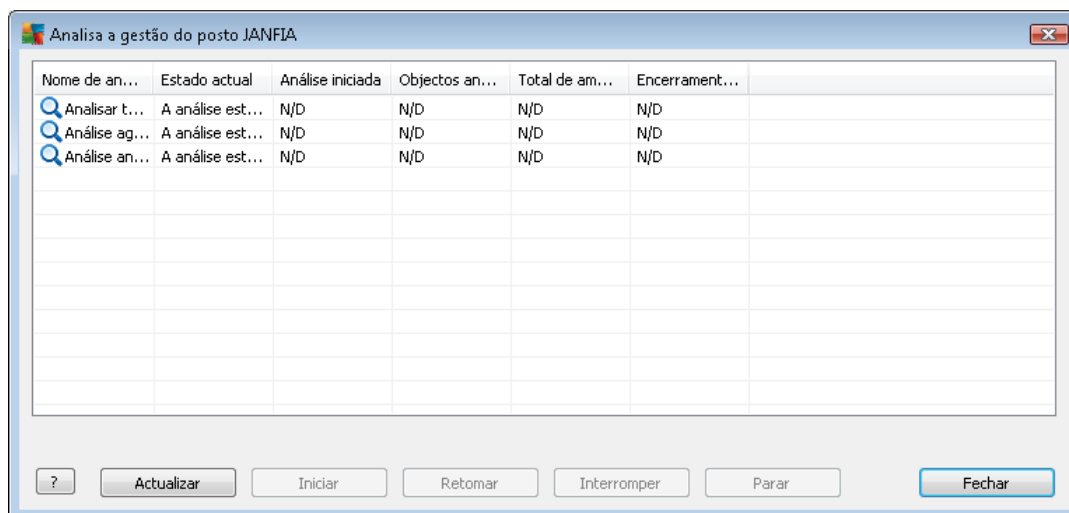 Analisa a gestão do posto JANFIA
Nome de an... Estado actual Análise iniciada Objectos an... Total de am... Encerrament...
Analisar t... A análise est... N/D N/D N/D N/D
Análise ag... A análise est... N/D N/D N/D N/D
Análise an... A análise est... N/D N/D N/D N/D
? Actualizar Iniciar Retomar Interromper Parar Fechar